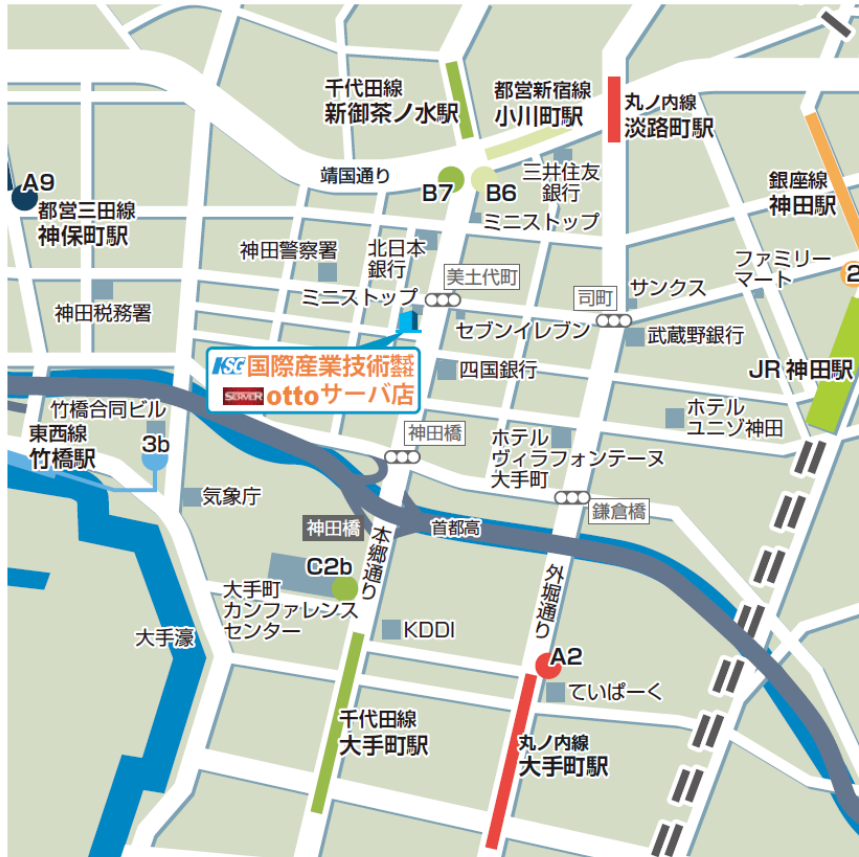 千代田線
新御茶ノ水駅
都営新宿線
小川町駅
丸ノ内線
淡路町駅
靖国通り
B7
B6
三井住友
銀行
銀座線
神田駅
A9
都営三田線
神保町駅
ミニストップ
神田警察署
北日本
銀行
美土代町
ファミリー
マート
2
ミニストップ
司町
サンクス
神田税務署
セブンイレブン
武蔵野銀行
KSG 国際産業技術株式会社
SERVER ottoサーバ店
四国銀行
JR 神田駅
竹橋合同ビル
東西線
竹橋駅
3b
神田橋
ホテル
ヴィラフォンテーヌ
大手町
ホテル
ユニゾ神田
気象庁
神田橋
首都高
鎌倉橋
本郷通り
外堀通り
C2b
大手町
カンファレンス
センター
大手濠
KDDI
A2
ていぱーく
千代田線
大手町駅
丸ノ内線
大手町駅